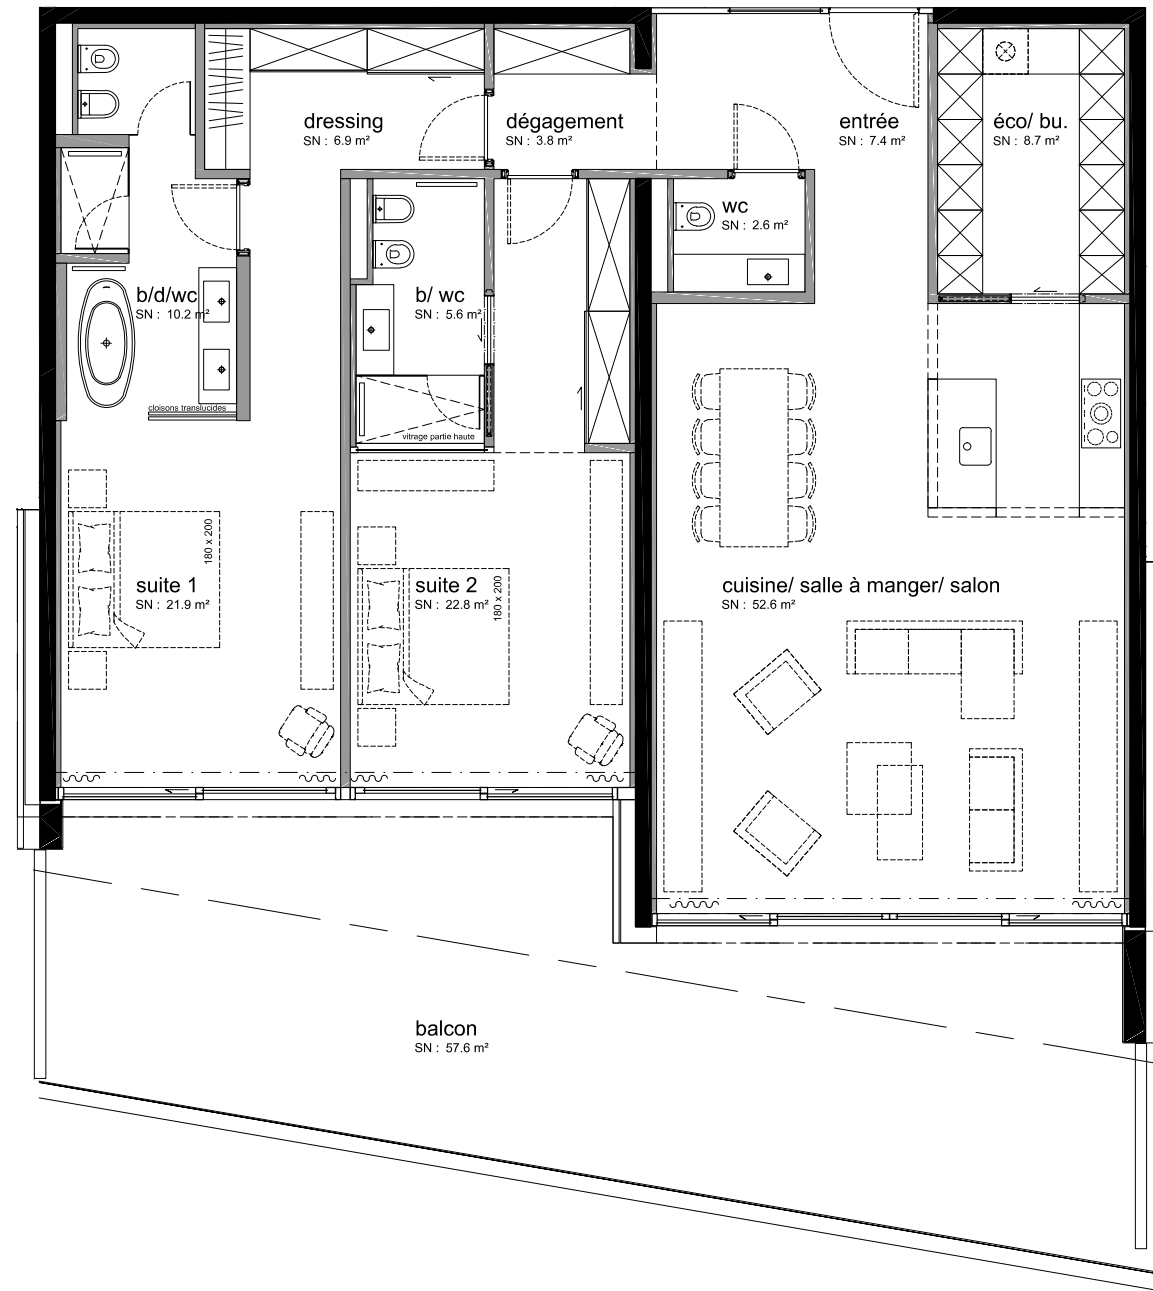 dressing
SN : 6.9 m²
dégagement
SN : 3.8 m²
entrée
SN : 7.4 m²
éco/ bu.
SN : 8.7 m²
wc
SN : 2.6 m²
b/d/wc
SN : 10.2 m²
b/ wc
SN : 5.6 m²
cloisons translucides
vitrage partie haute
180 x 200
suite 1
SN : 21.9 m²
180 x 200
suite 2
SN : 22.8 m²
cuisine/ salle à manger/ salon
SN : 52.6 m²
balcon
SN : 57.6 m²